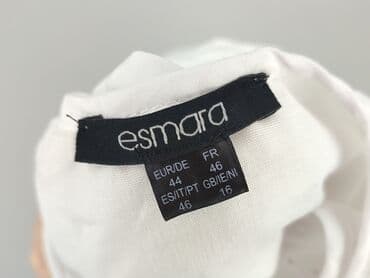 esmara
EUR/DE FR
44 46
ES/IT/PT GB/IE/NI
46 16